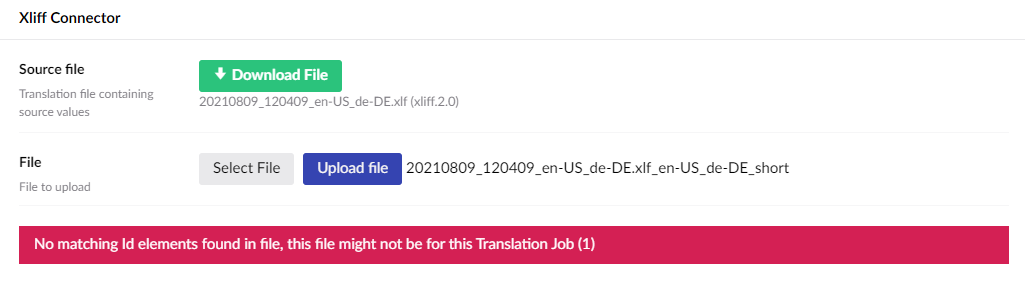 Xliff Connector
Source file
Translation file containing
source values
Download File
20210809_120409_en-US_de-DE.xlf (xliff.2.0)
File
File to upload
Select File
Upload file
20210809_120409_en-US_de-DE.xlf_en-US_de-DE_short
No matching Id elements found in file, this file might not be for this Translation Job (1)